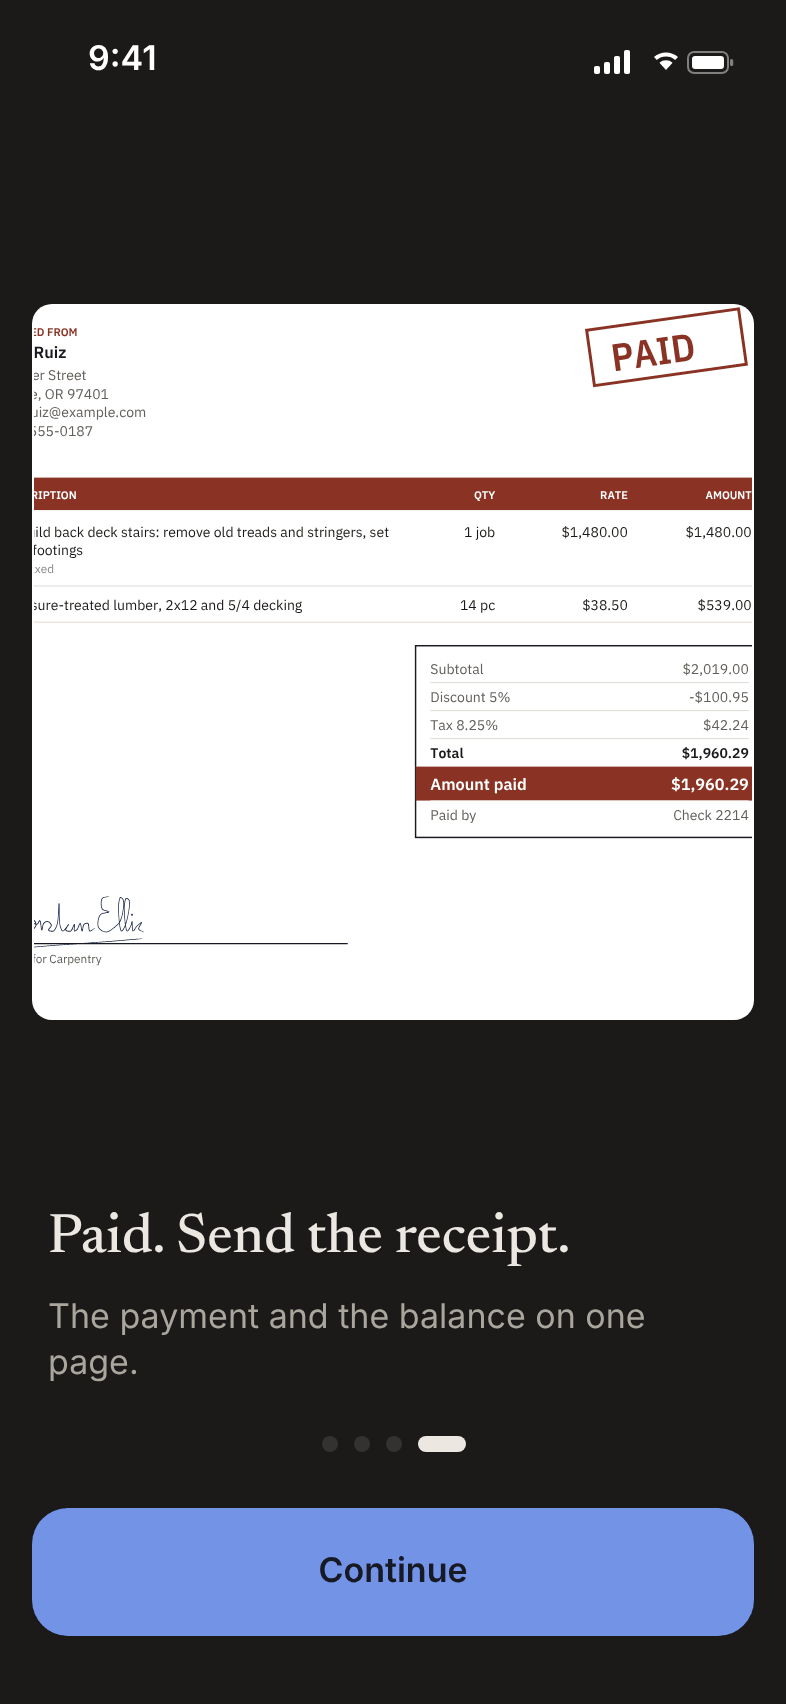 9:41
ED FROM
PAID
Ruiz
er Street
e, OR 97401
uiz@example.com
555-0187
RIPTION QTY RATE AMOUNT
ild back deck stairs: remove old treads and stringers, set 1 job $1,480.00 $1,480.00
footings
xed
sure-treated lumber, 2x12 and 5/4 decking 14 pc $38.50 $539.00
Subtotal $2,019.00
Discount 5% -$100.95
Tax 8.25% $42.24
Total $1,960.29
Amount paid $1,960.29
Paid by Check 2214
Ellis
for Carpentry
Paid. Send the receipt.
The payment and the balance on one
page.
Continue